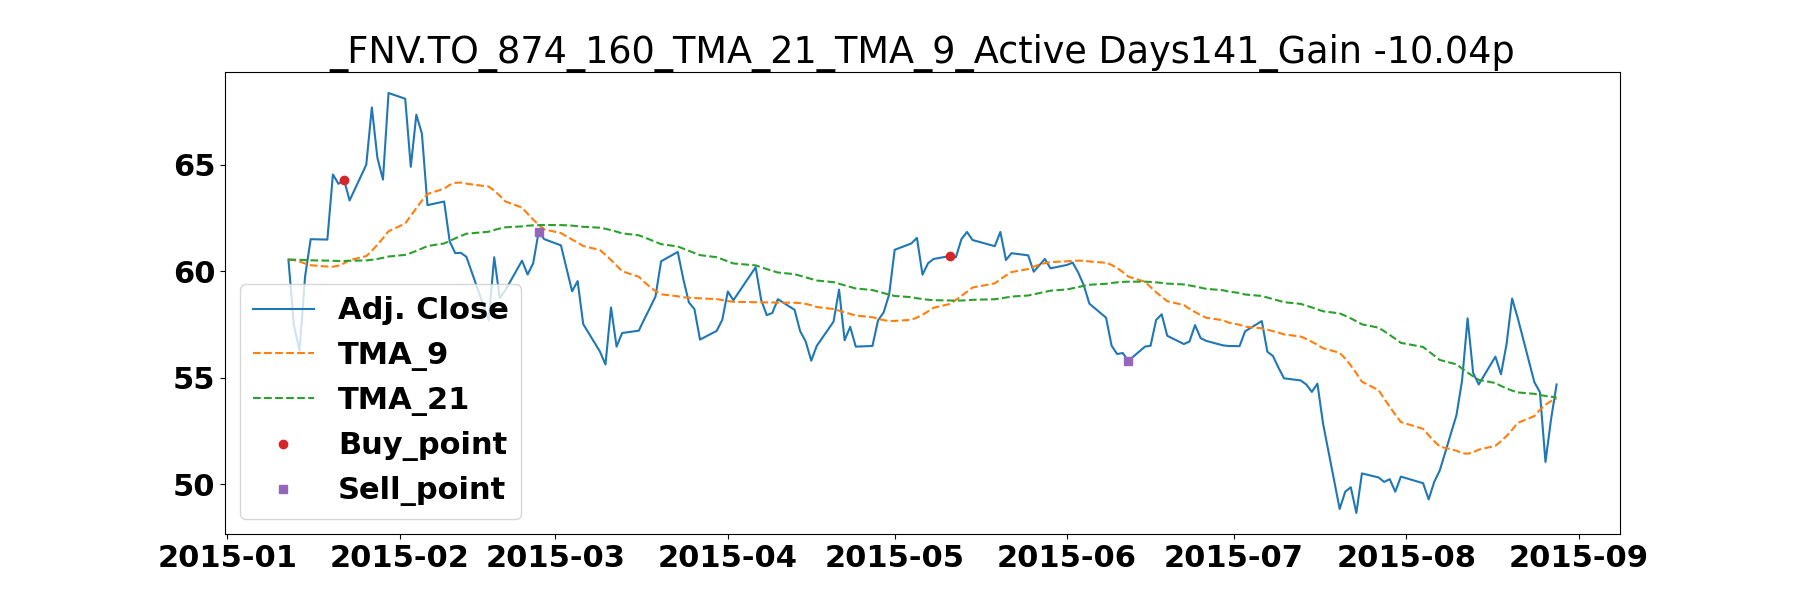 _FNV.TO_874_160_TMA_21_TMA_9_Active Days141_Gain -10.04p
65
60
55
50
Adj. Close
TMA_9
TMA_21
Buy_point
Sell_point
2015-01 2015-02 2015-03 2015-04 2015-05 2015-06 2015-07 2015-08 2015-09